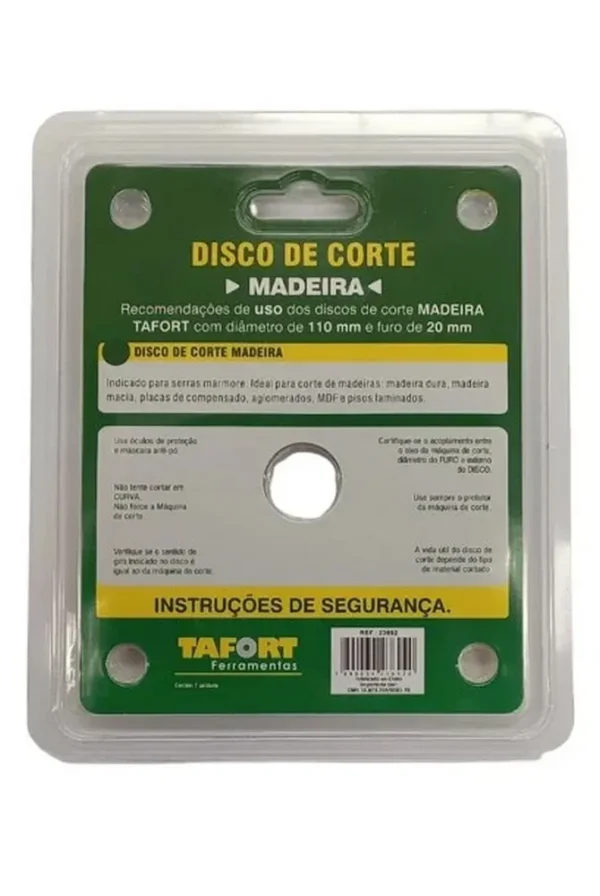 DISCO DE CORTE
MADEIRA
Recomendações de uso dos discos de corte MADEIRA
TAFORT com diâmetro de 110 mm e furo de 20 mm
DISCO DE CORTE MADEIRA
Indicado para serras mármore: Ideal para corte de madeiras: madeira dura, madeira
macia, placas de compensado, aglomerados, MDF e pisos laminados.
Use óculos de proteção
e máscara anti-pó.
Não tente cortar em
CURVA.
Não force a Máquina
de corte.
Verifique se o sentido de
giro indicado no disco é
igual ao da máquina de corte.
Certifique-se o acoplamento entre
o eixo da máquina de corte,
diâmetro do FURO e externo
do DISCO.
Use sempre o protetor
da máquina de corte.
A vida útil do disco de
corte depende do tipo
de material cortado.
INSTRUÇÕES DE SEGURANÇA.
TAFORT
Ferramentas
Contém 1 unidade
REF.: 23692